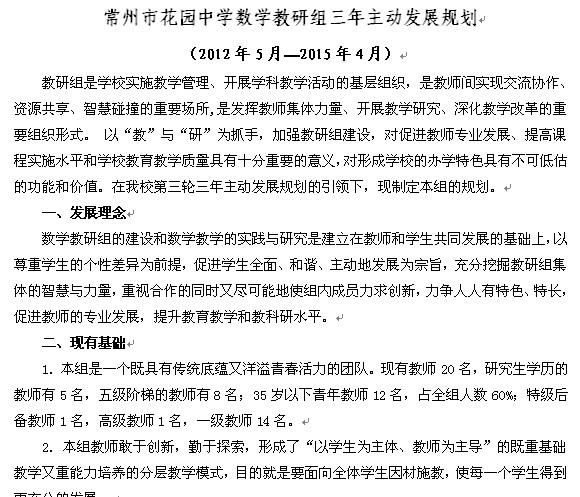 常州市花园中学数学教研组三年主动发展规划
（2012 年 5 月—2015 年 4 月）
教研组是学校实施教学管理、开展学科教学活动的基层组织，是教师间实现交流协作、
资源共享、智慧碰撞的重要场所,是发挥教师集体力量、开展教学研究、深化教学改革的重
要组织形式。 以“教”与“研”为抓手，加强教研组建设，对促进教师专业发展、提高课
程实施水平和学校教育教学质量具有十分重要的意义,对形成学校的办学特色具有不可低估
的功能和价值。在我校第三轮三年主动发展规划的引领下，现制定本组的规划。
一、发展理念
数学教研组的建设和数学教学的实践与研究是建立在教师和学生共同发展的基础上,以
尊重学生的个性差异为前提，促进学生全面、和谐、主动地发展为宗旨，充分挖掘教研组集
体的智慧与力量，重视合作的同时又尽可能地使组内成员力求创新，力争人人有特色、特长，
促进教师的专业发展，提升教育教学和教科研水平。
二、现有基础
1. 本组是一个既具有传统底蕴又洋溢青春活力的团队。现有教师 20 名，研究生学历的
教师有 5 名，五级阶梯的教师有 8 名；35 岁以下青年教师 12 名，占全组人数 60%；特级后
备教师 1 名，高级教师 1 名，一级教师 14 名。
2. 本组教师敢于创新，勤于探索，形成了“以学生为主体、教师为主导”的既重基础
教学又重能力培养的分层教学模式，目的就是要面向全体学生因材施教，使每一个学生得到
更充分的发展。